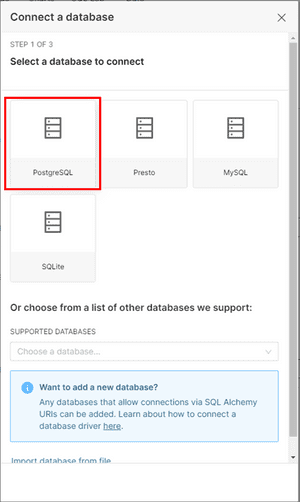 Connect a database
STEP 1 OF 3
Select a database to connect
PostgreSQL
Presto
MySQL
SQLite
Or choose from a list of other databases we support:
SUPPORTED DATABASES
Choose a database...
Want to add a new database?
Any databases that allow connections via SQL Alchemy
URIs can be added. Learn about how to connect a
database driver here.
Import database from file